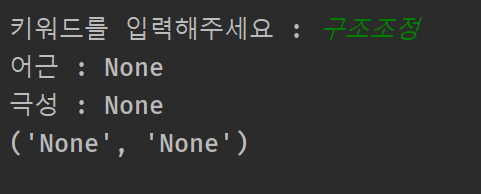 키워드를 입력해주세요 : 구조조정
어근 : None
극성 : None
('None', 'None')